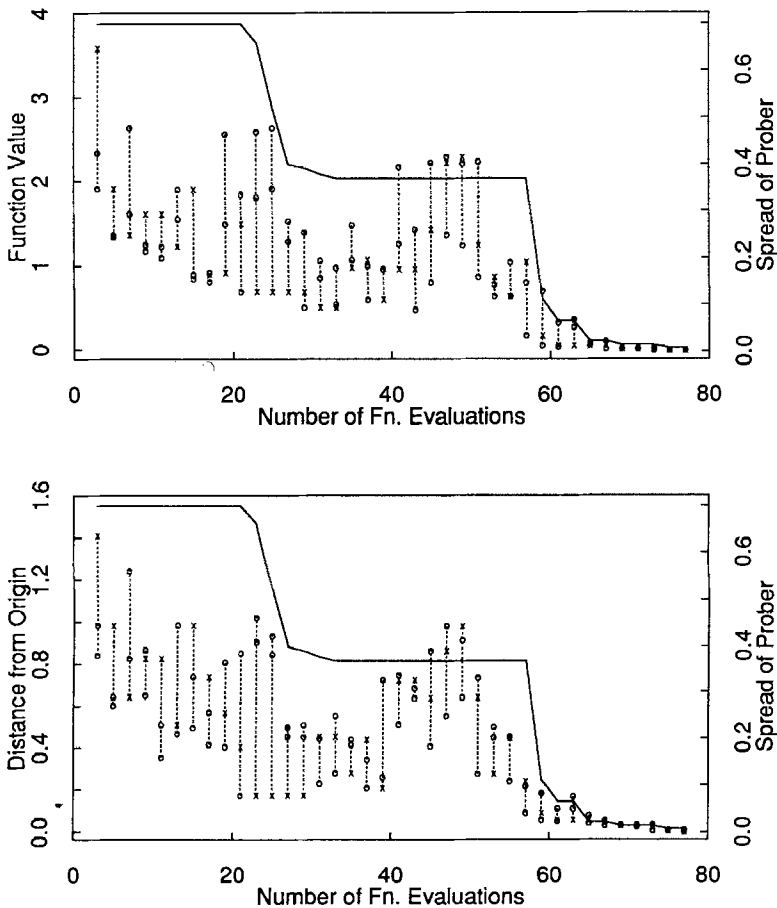 4
3
2
1
0
Function Value
0.6
0.4
0.2
0.0
Spread of Prober
0 20 40 60 80
Number of Fn. Evaluations
1.6
1.2
0.8
0.4
0.0
Distance from Origin
0.6
0.4
0.2
0.0
Spread of Prober
0 20 40 60 80
Number of Fn. Evaluations